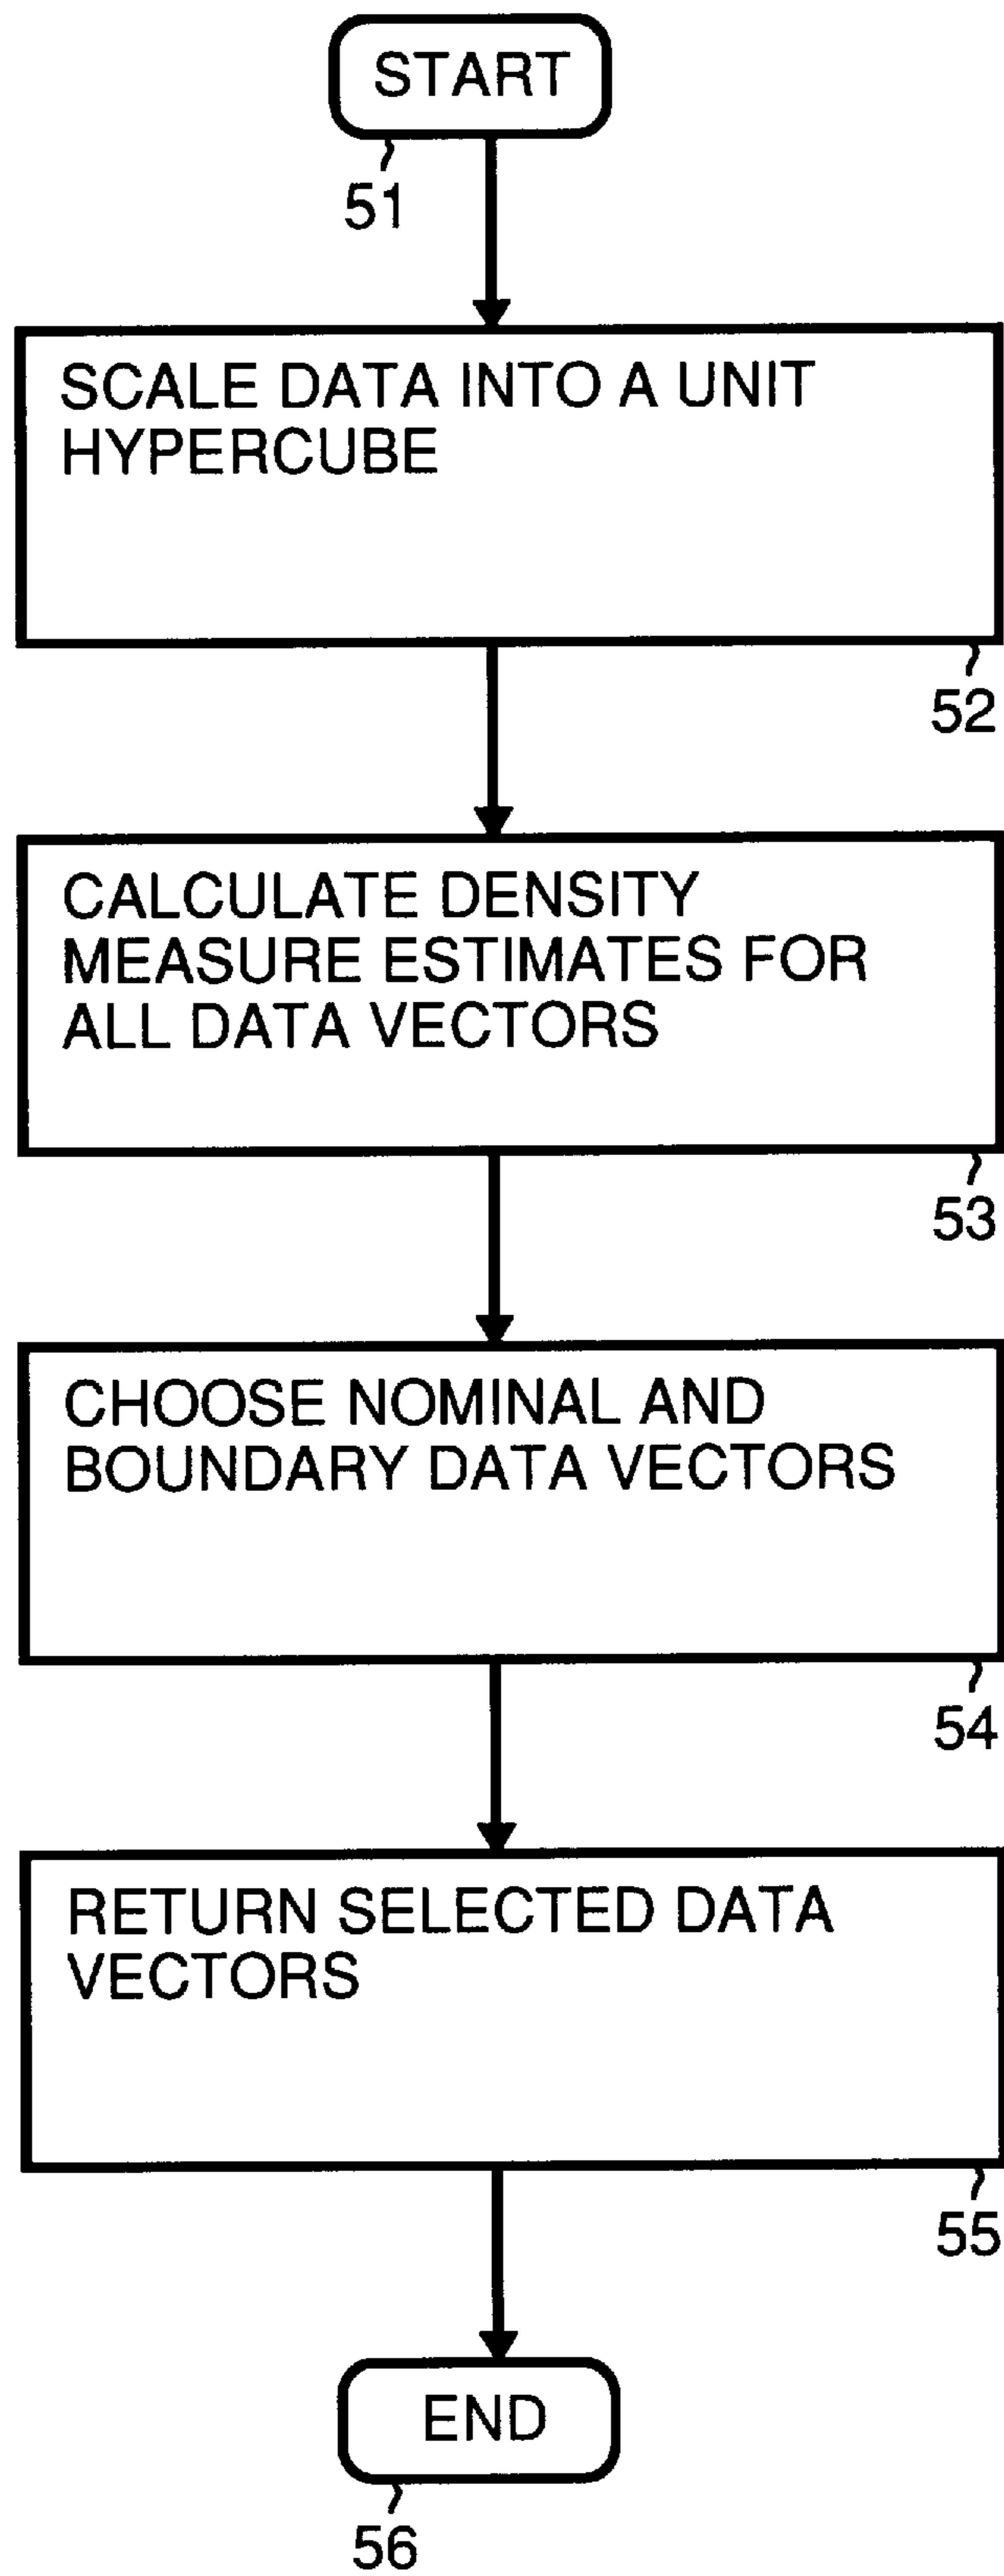 START
51
SCALE DATA INTO A UNIT
HYPERCUBE
52
CALCULATE DENSITY
MEASURE ESTIMATES FOR
ALL DATA VECTORS
53
CHOOSE NOMINAL AND
BOUNDARY DATA VECTORS
54
RETURN SELECTED DATA
VECTORS
55
END
56